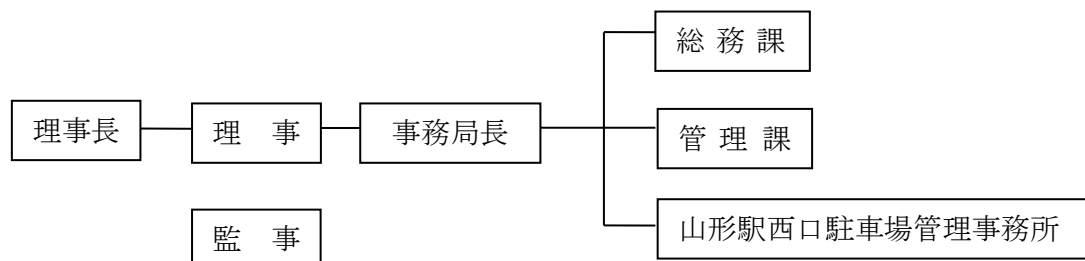 総 務 課
理事長
理　事
事務局長
管 理 課
監　事
山形駅西口駐車場管理事務所